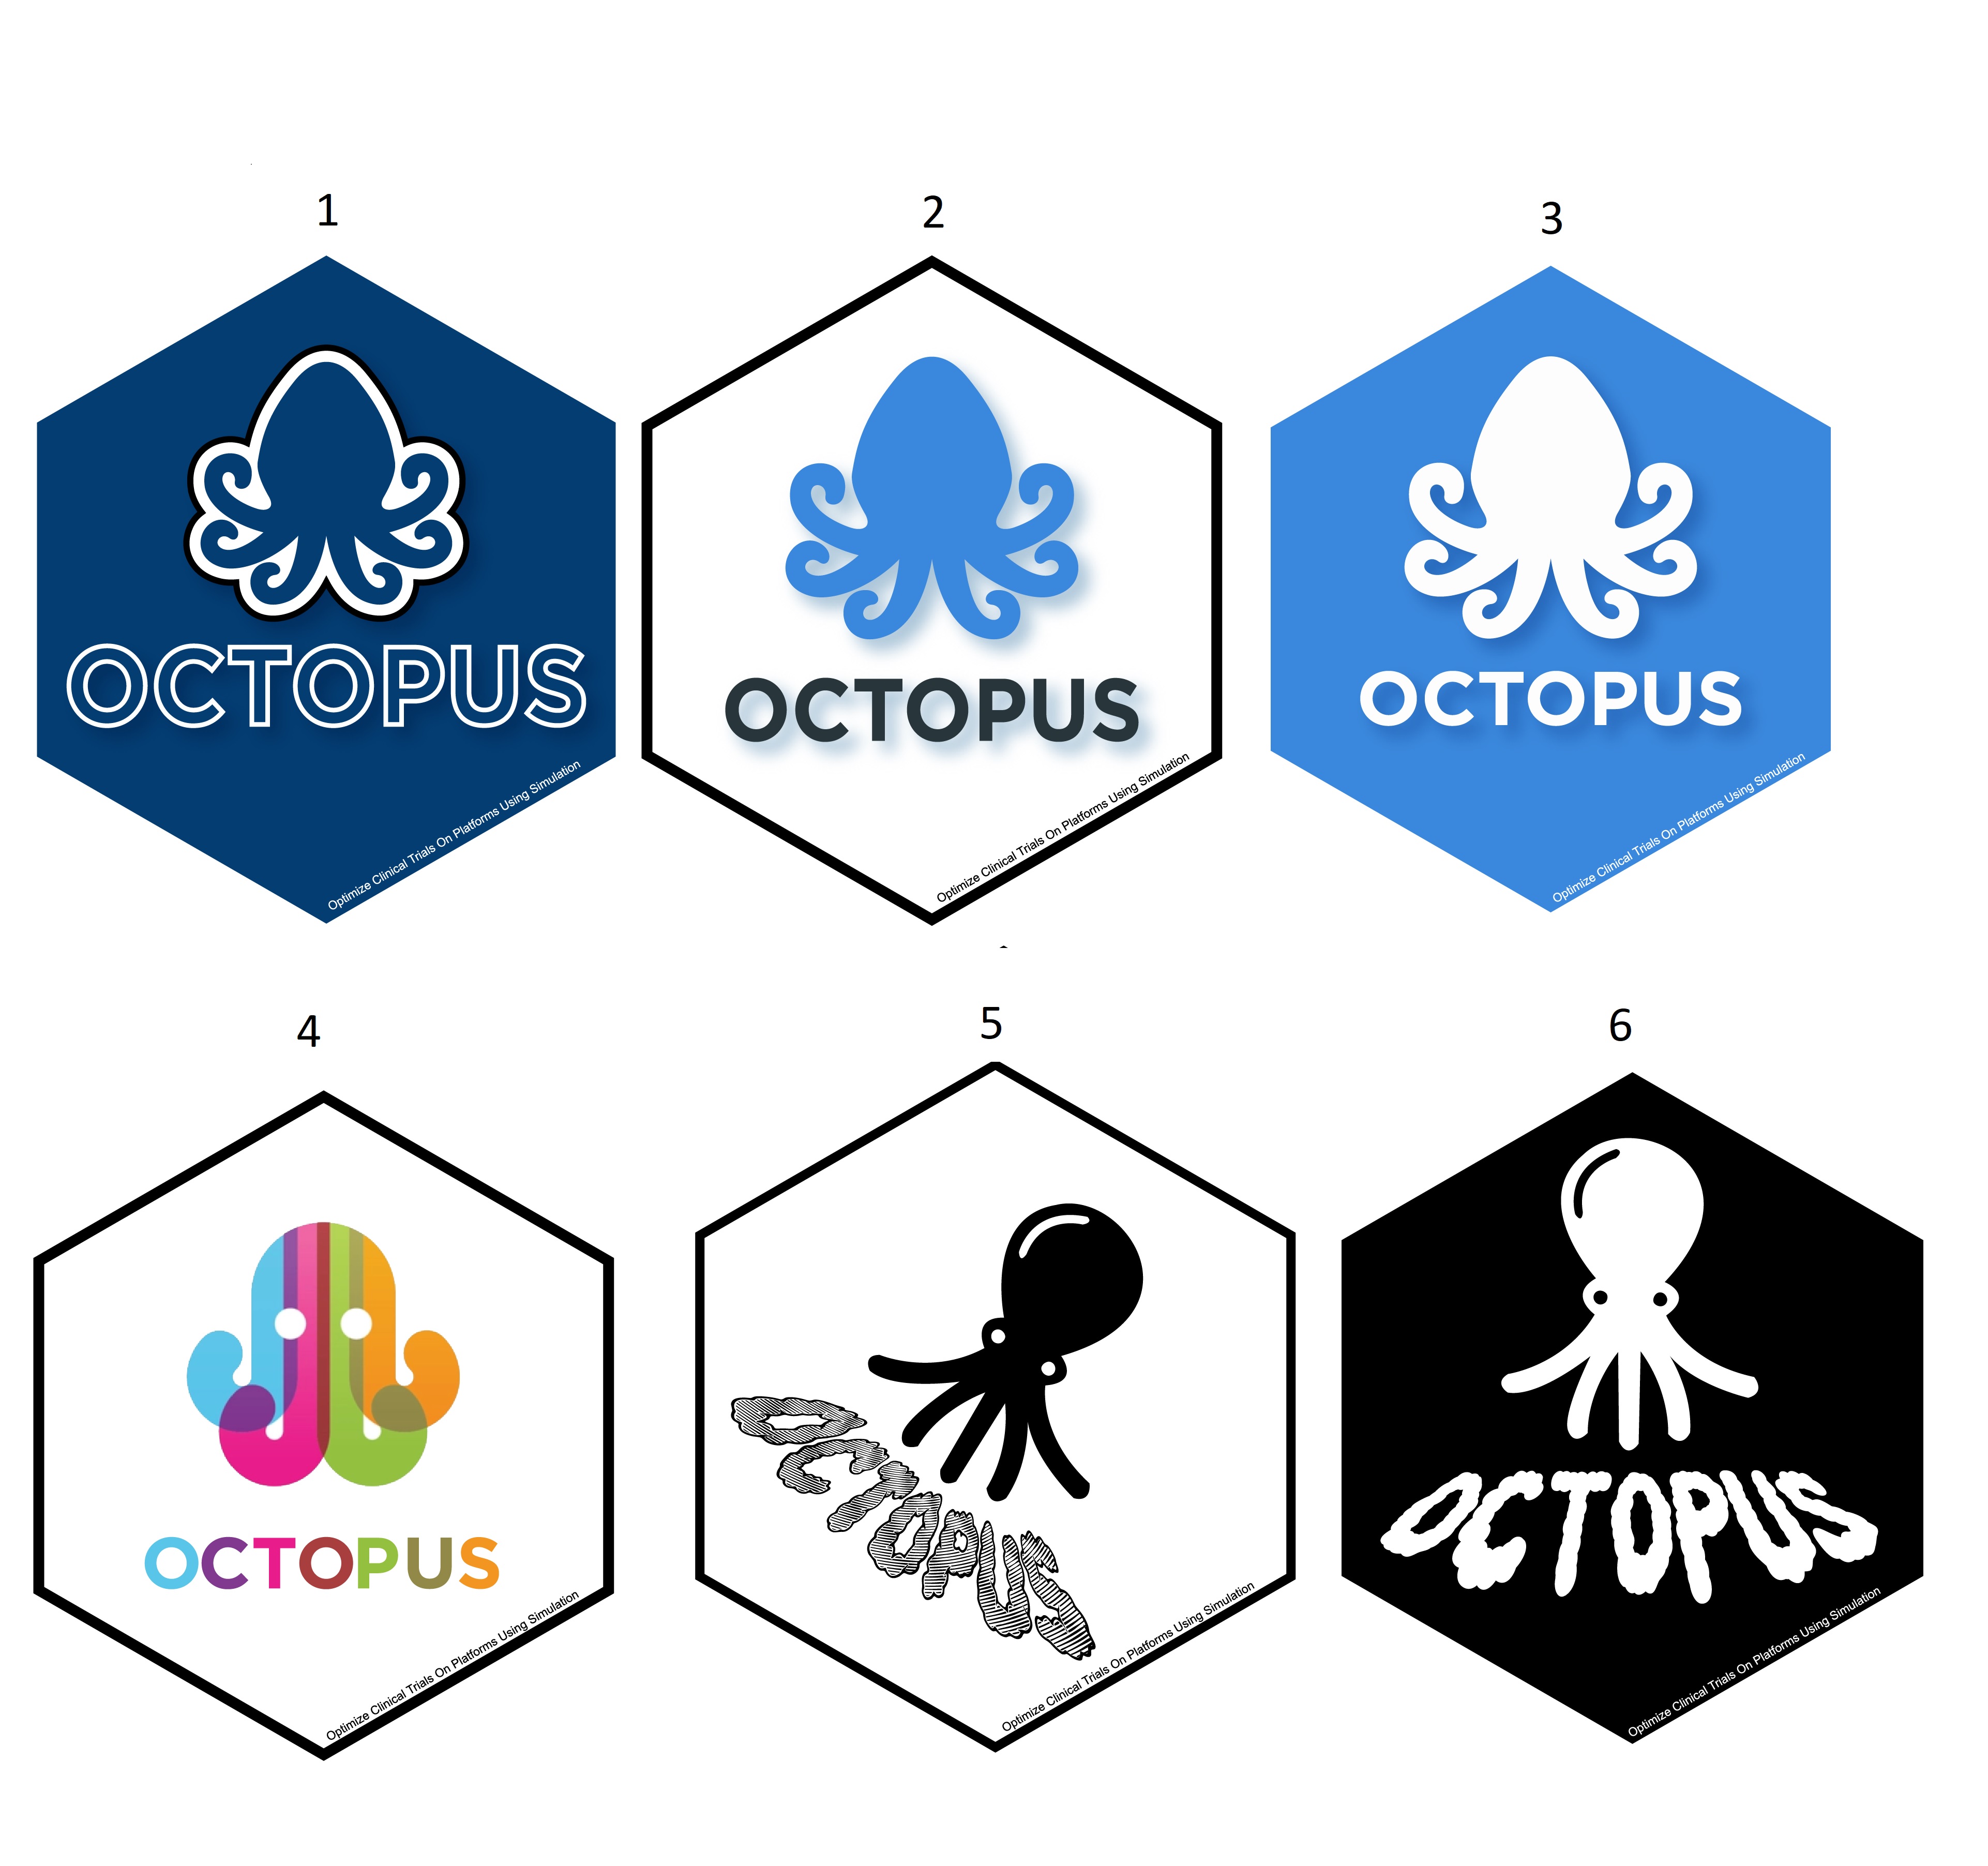 1
2
3
OCTOPUS
Optimize Clinical Trials On Platforms Using Simulation
OCTOPUS
Optimize Clinical Trials On Platforms Using Simulation
OCTOPUS
Optimize Clinical Trials On Platforms Using Simulation
4
5
6
OCTOPUS
Optimize Clinical Trials On Platforms Using Simulation
OCTOPUS
Optimize Clinical Trials On Platforms Using Simulation
OCTOPUS
Optimize Clinical Trials On Platforms Using Simulation